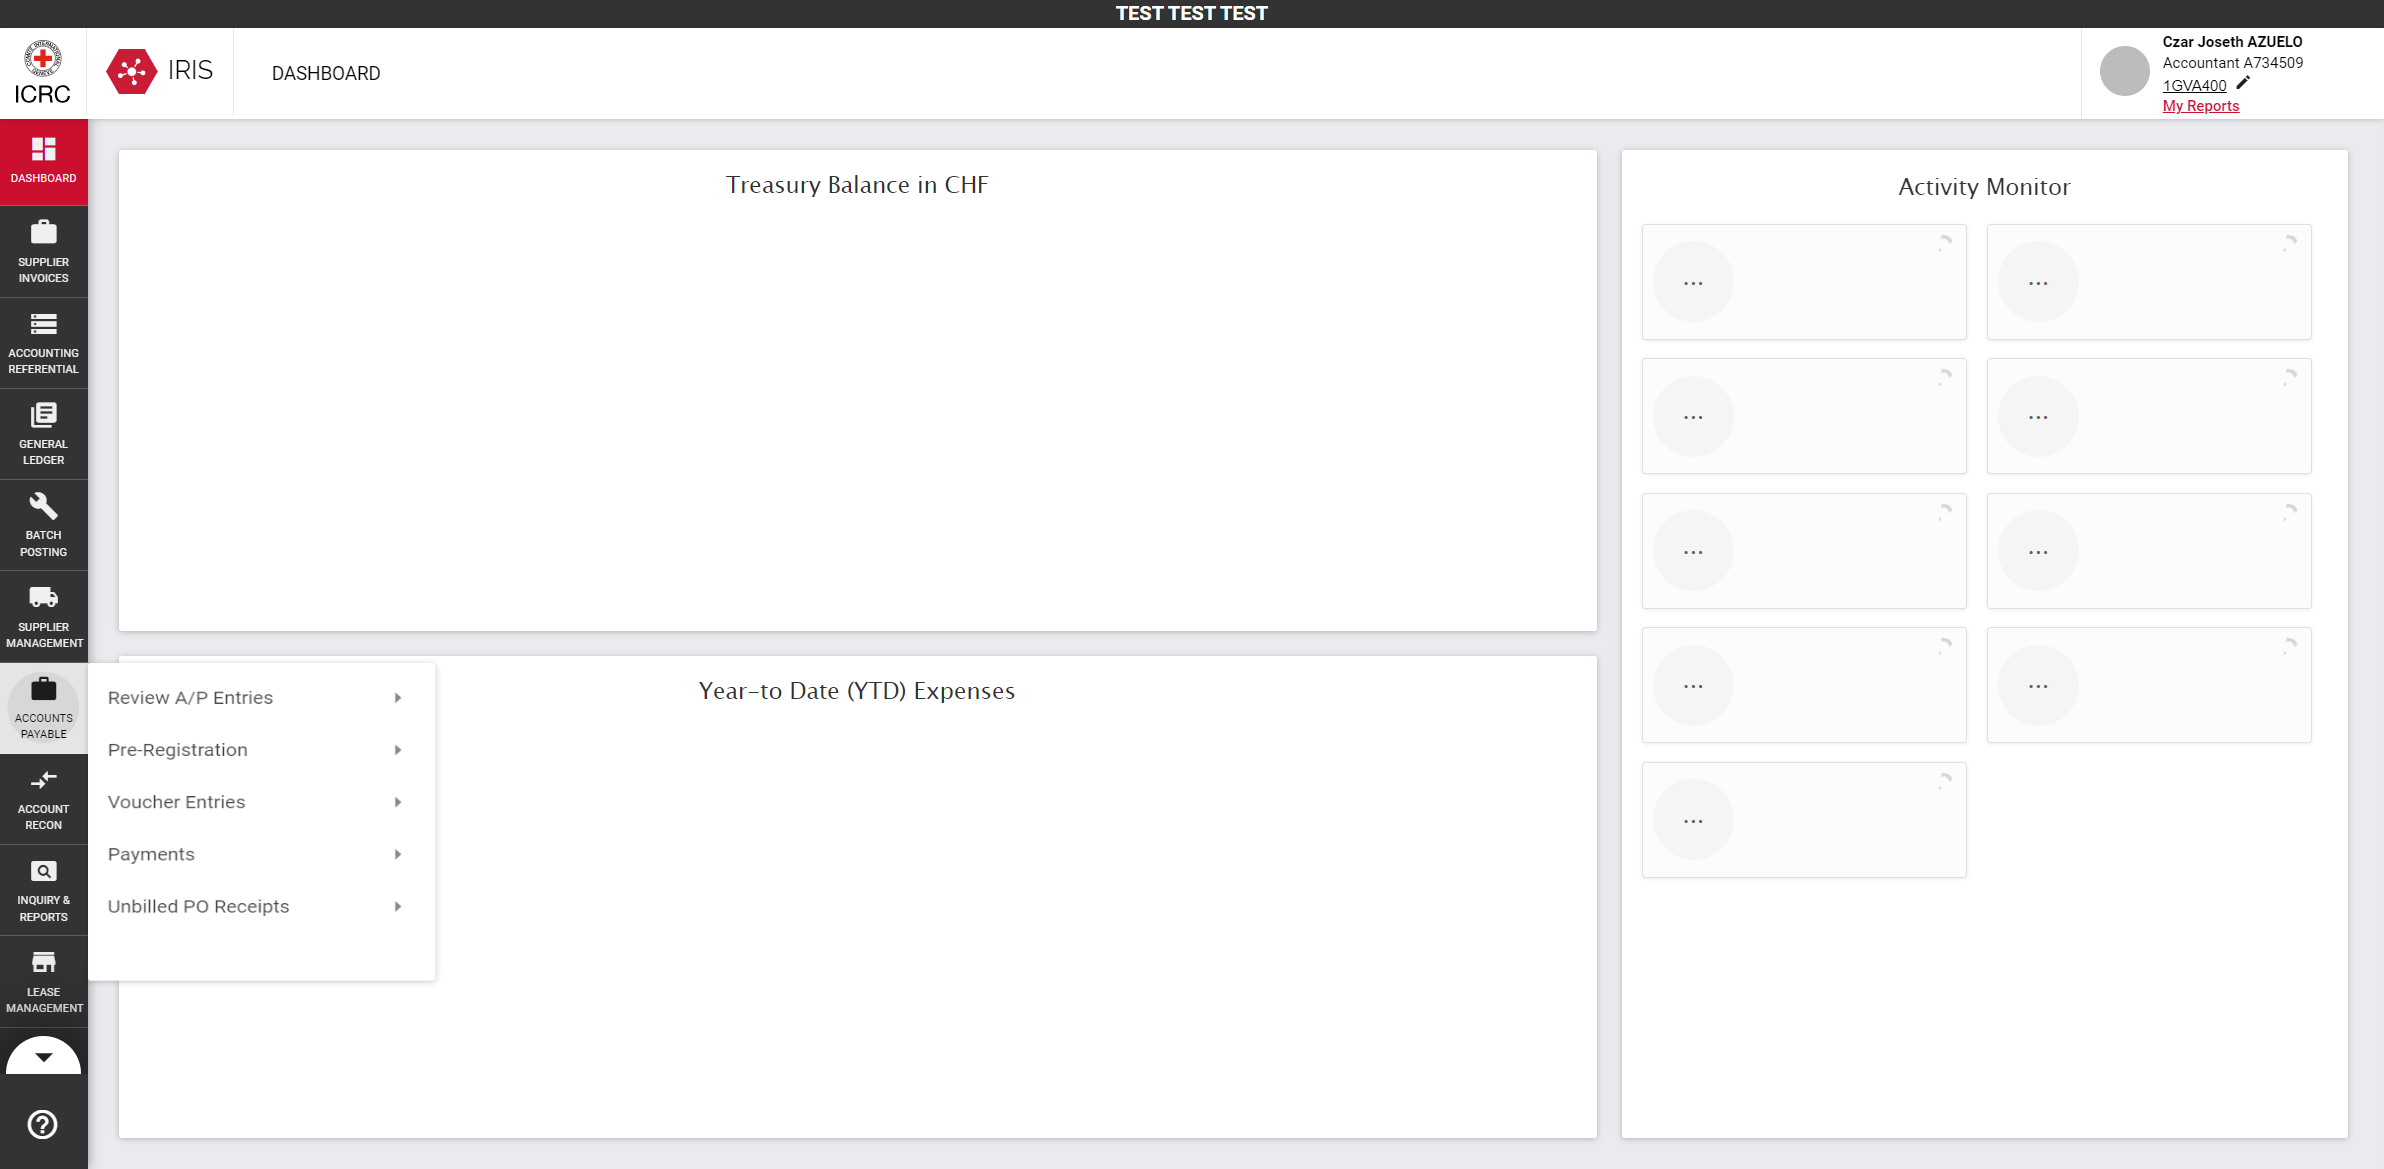 TEST TEST TEST
ICRC
IRIS
DASHBOARD
Czar Joseth AZUELO
Accountant A734509
1GVA400
My Reports
DASHBOARD
SUPPLIER
INVOICES
ACCOUNTING
REFERENTIAL
GENERAL
LEDGER
BATCH
POSTING
SUPPLIER
MANAGEMENT
ACCOUNTS
PAYABLE
ACCOUNT
RECON
INQUIRY &
REPORTS
LEASE
MANAGEMENT
Review A/P Entries
Pre-Registration
Voucher Entries
Payments
Unbilled PO Receipts
Treasury Balance in CHF
Year-to Date (YTD) Expenses
Activity Monitor
...
...
...
...
...
...
...
...
...